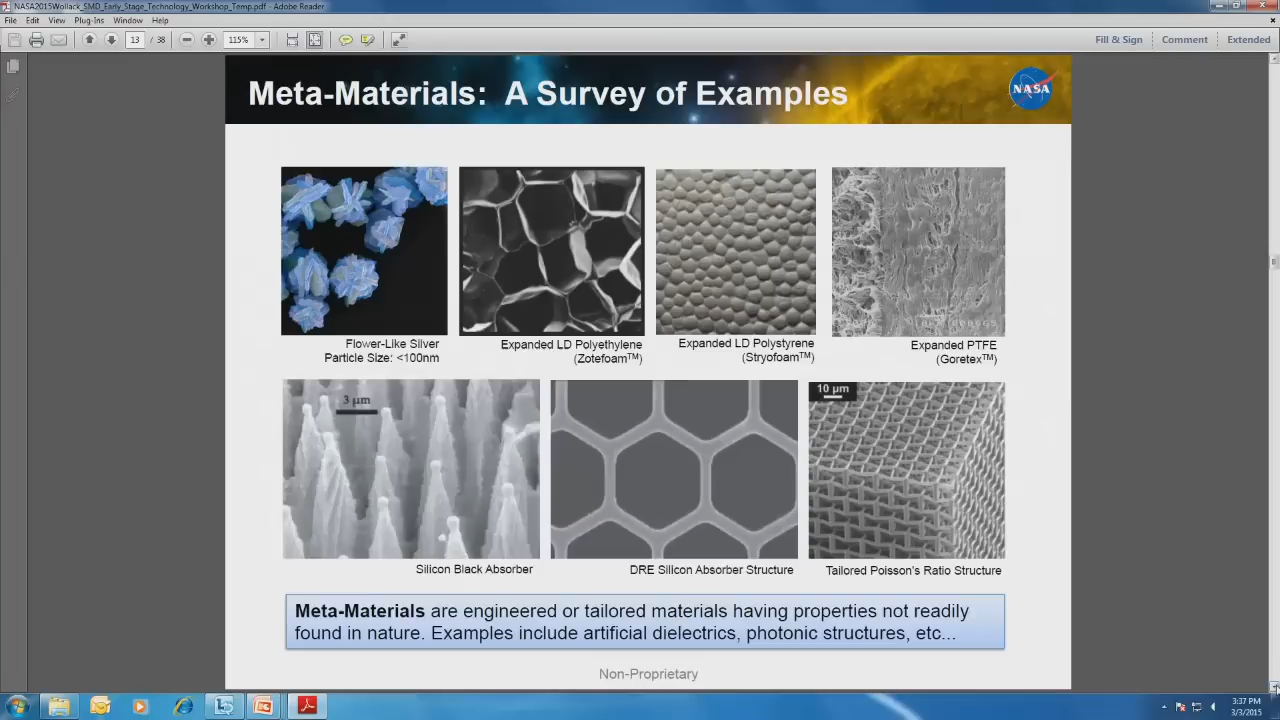 NASA2015Wollack_SMD_Early_Stage_Technology_Workshop_Temp.pdf - Adobe Reader
File Edit View Plug-Ins Window Help
13 / 38 115% Fill & Sign Comment Extended
Meta-Materials: A Survey of Examples
NASA
Flower-Like Silver
Particle Size: <100nm
Expanded LD Polyethylene
(Zotefoam™)
Expanded LD Polystyrene
(Stryofoam™)
Expanded PTFE
(Goretex™)
3 µm
10 µm
Silicon Black Absorber
DRE Silicon Absorber Structure
Tailored Poisson's Ratio Structure
Meta-Materials are engineered or tailored materials having properties not readily
found in nature. Examples include artificial dielectrics, photonic structures, etc...
Non-Proprietary
3:37 PM
3/3/2015